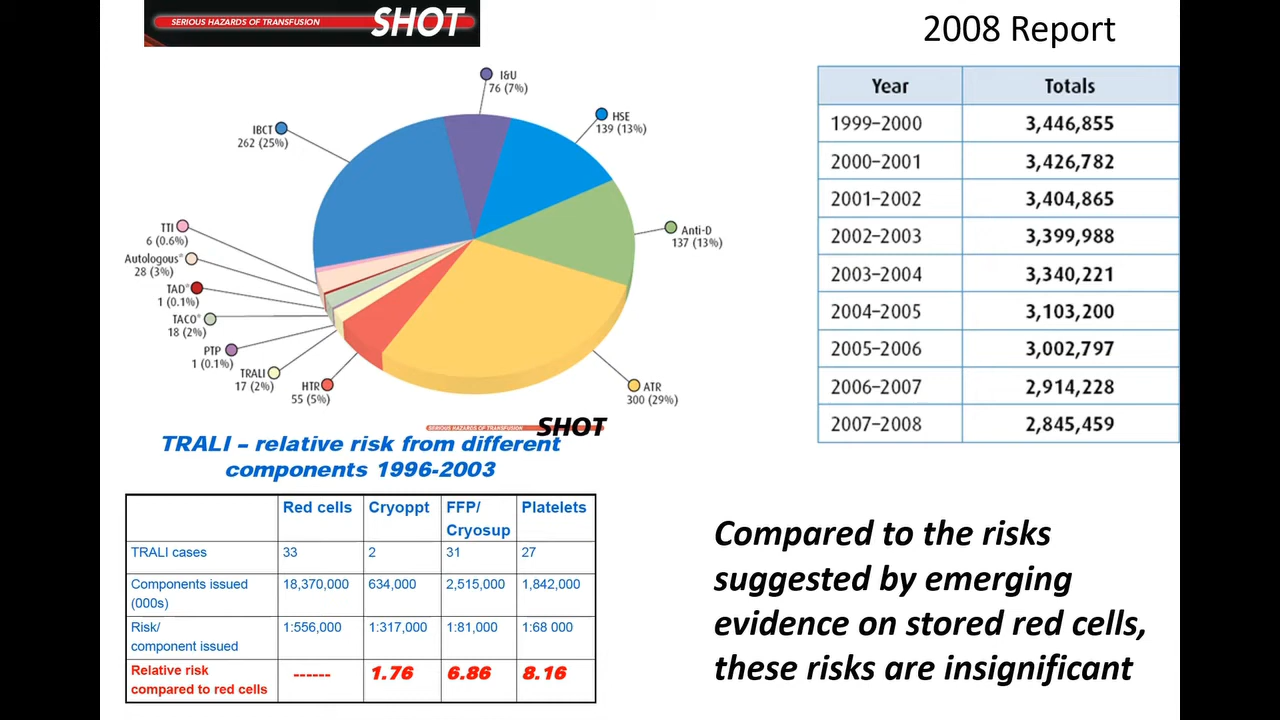 SERIOUS HAZARDS OF TRANSFUSION SHOT
2008 Report
I&U
76 (7%)
HSE
139 (13%)
IBCT
262 (25%)
Anti-D
137 (13%)
TTI
6 (0.6%)
Autologous*
28 (3%)
TAD*
1 (0.1%)
TACO*
18 (2%)
PTP
1 (0.1%)
TRALI
17 (2%)
HTR
55 (5%)
ATR
300 (29%)
Year Totals
1999–2000 3,446,855
2000–2001 3,426,782
2001–2002 3,404,865
2002–2003 3,399,988
2003–2004 3,340,221
2004–2005 3,103,200
2005–2006 3,002,797
2006–2007 2,914,228
2007–2008 2,845,459
SERIOUS HAZARDS OF TRANSFUSION SHOT
TRALI – relative risk from different
components 1996-2003
Red cells Cryoppt FFP/ Platelets
Cryosup
TRALI cases 33 2 31 27
Components issued 18,370,000 634,000 2,515,000 1,842,000
(000s)
Risk/ 1:556,000 1:317,000 1:81,000 1:68 000
component issued
Relative risk ------ 1.76 6.86 8.16
compared to red cells
Compared to the risks
suggested by emerging
evidence on stored red cells,
these risks are insignificant